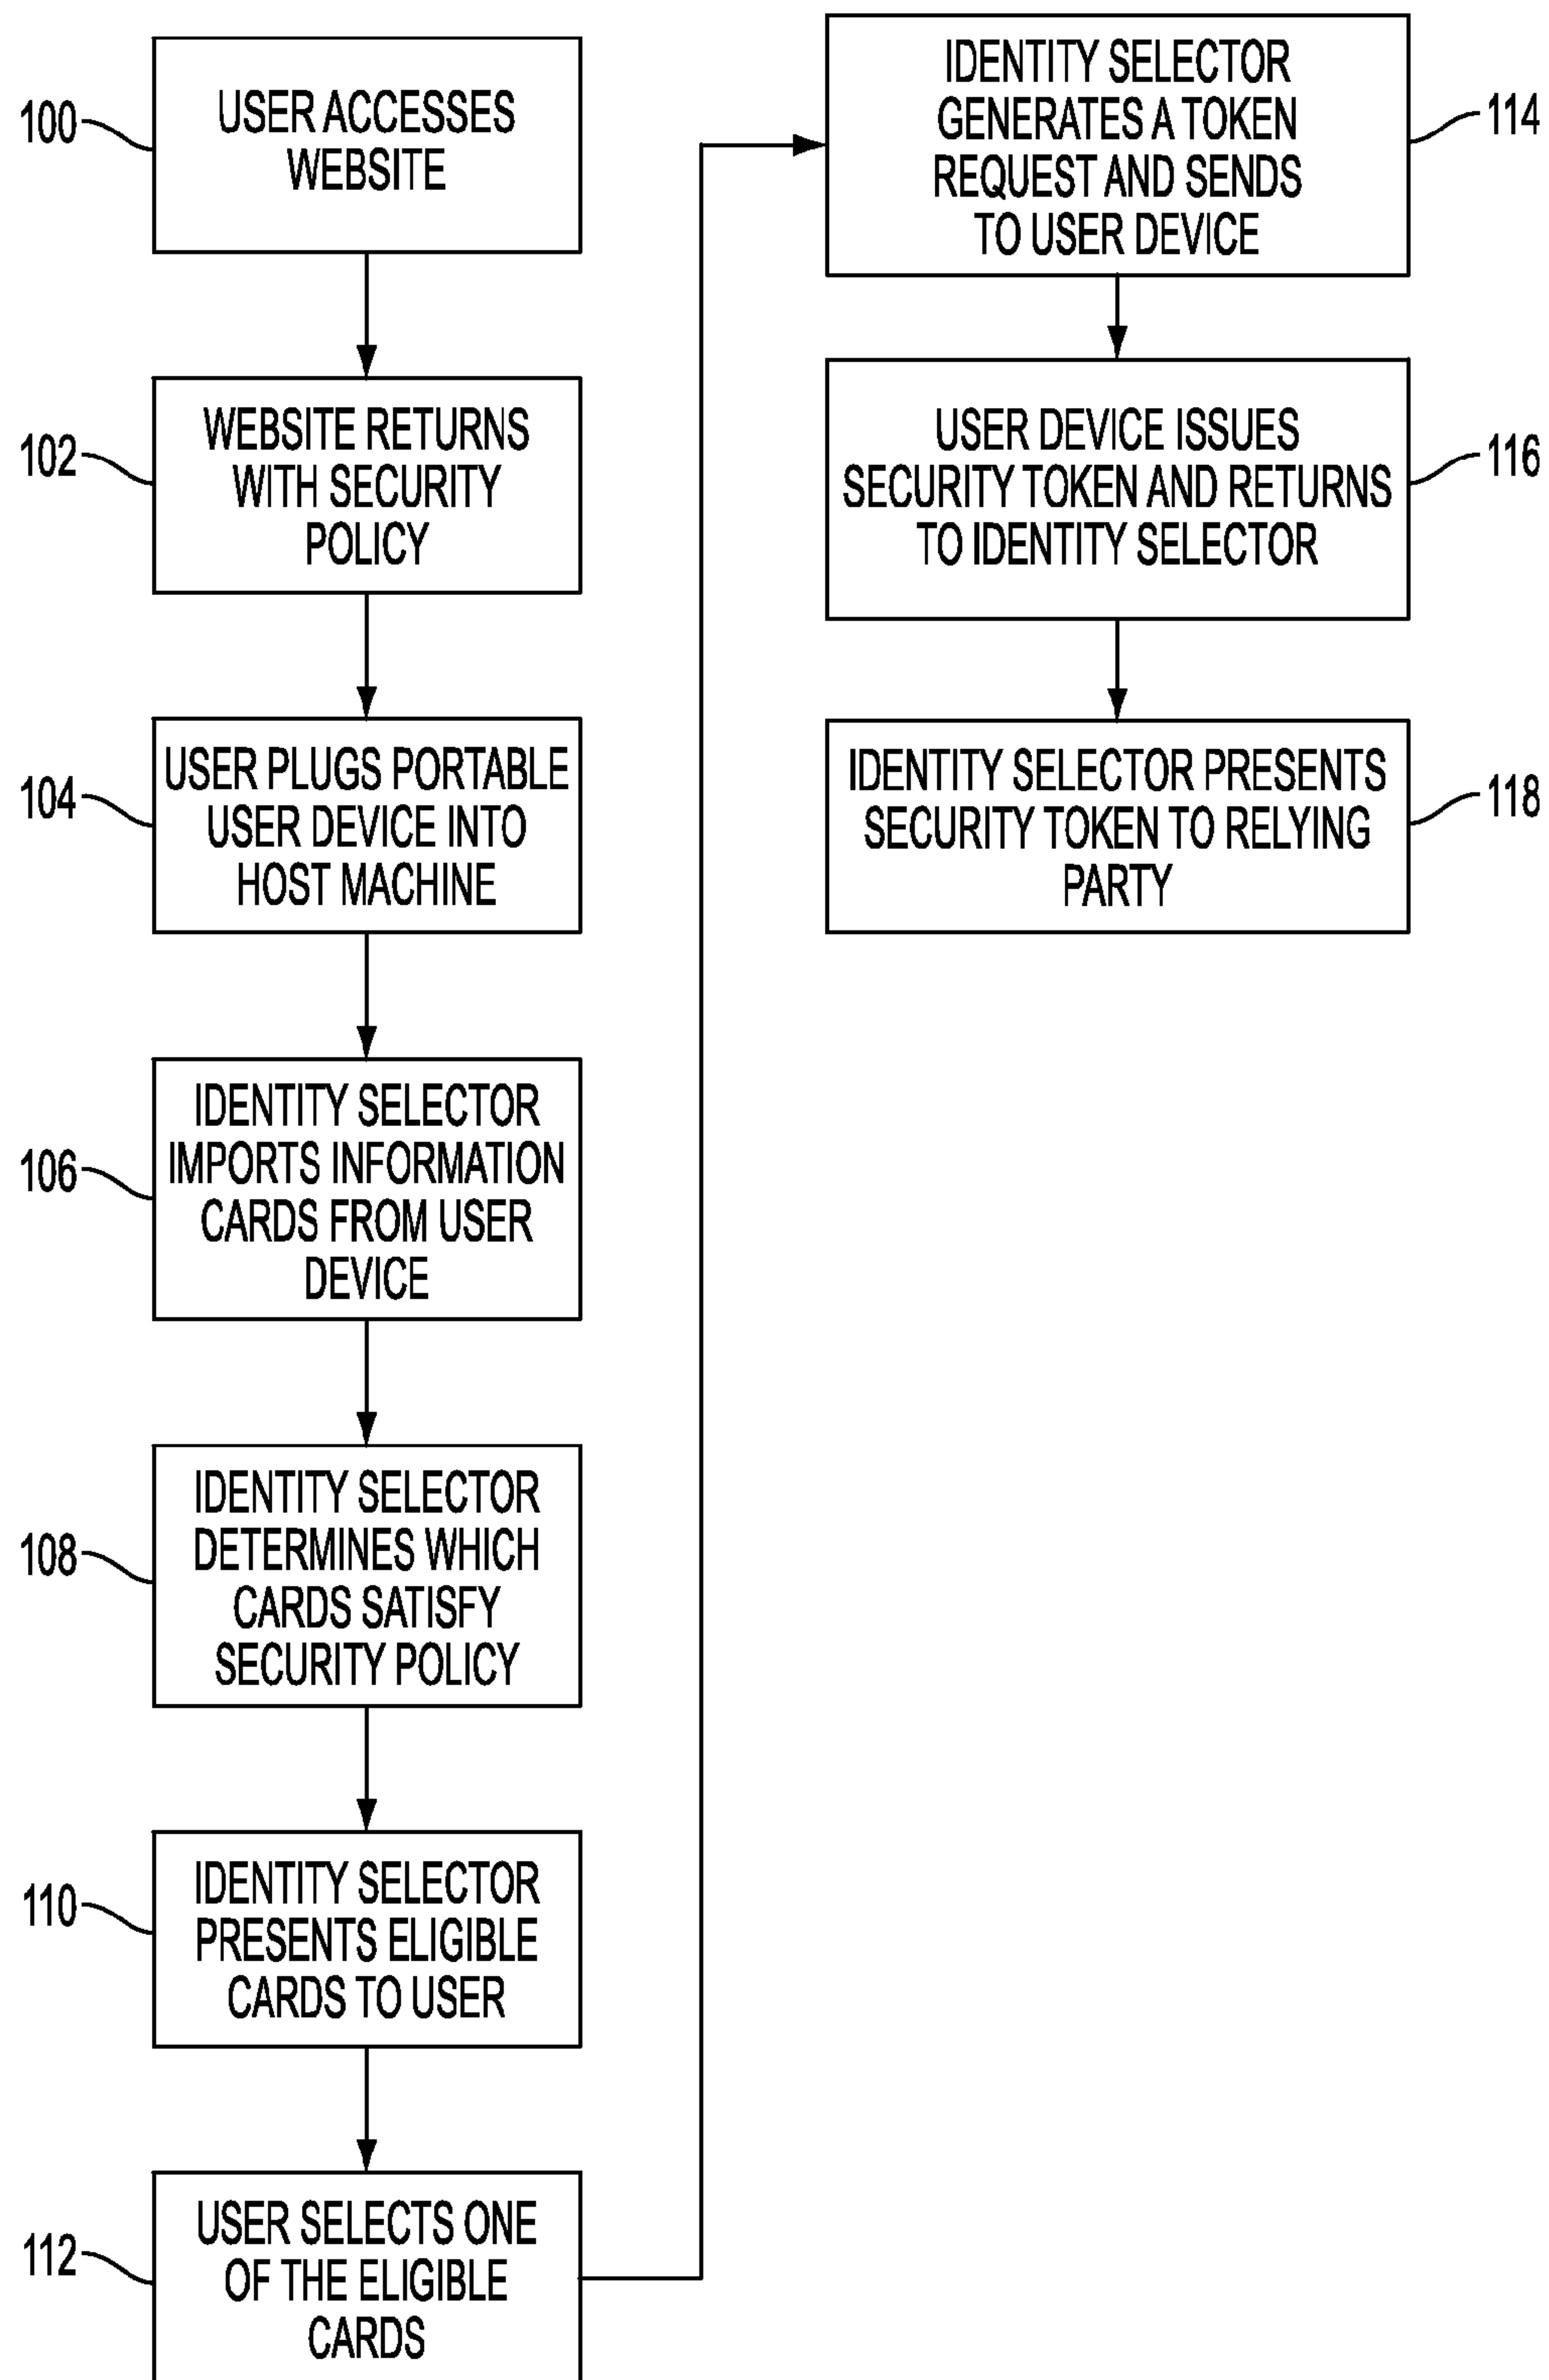 100
USER ACCESSES
WEBSITE
102
WEBSITE RETURNS
WITH SECURITY
POLICY
104
USER PLUGS PORTABLE
USER DEVICE INTO
HOST MACHINE
106
IDENTITY SELECTOR
IMPORTS INFORMATION
CARDS FROM USER
DEVICE
108
IDENTITY SELECTOR
DETERMINES WHICH
CARDS SATISFY
SECURITY POLICY
110
IDENTITY SELECTOR
PRESENTS ELIGIBLE
CARDS TO USER
112
USER SELECTS ONE
OF THE ELIGIBLE
CARDS
IDENTITY SELECTOR
GENERATES A TOKEN
REQUEST AND SENDS
TO USER DEVICE
114
USER DEVICE ISSUES
SECURITY TOKEN AND RETURNS
TO IDENTITY SELECTOR
116
IDENTITY SELECTOR PRESENTS
SECURITY TOKEN TO RELYING
PARTY
118